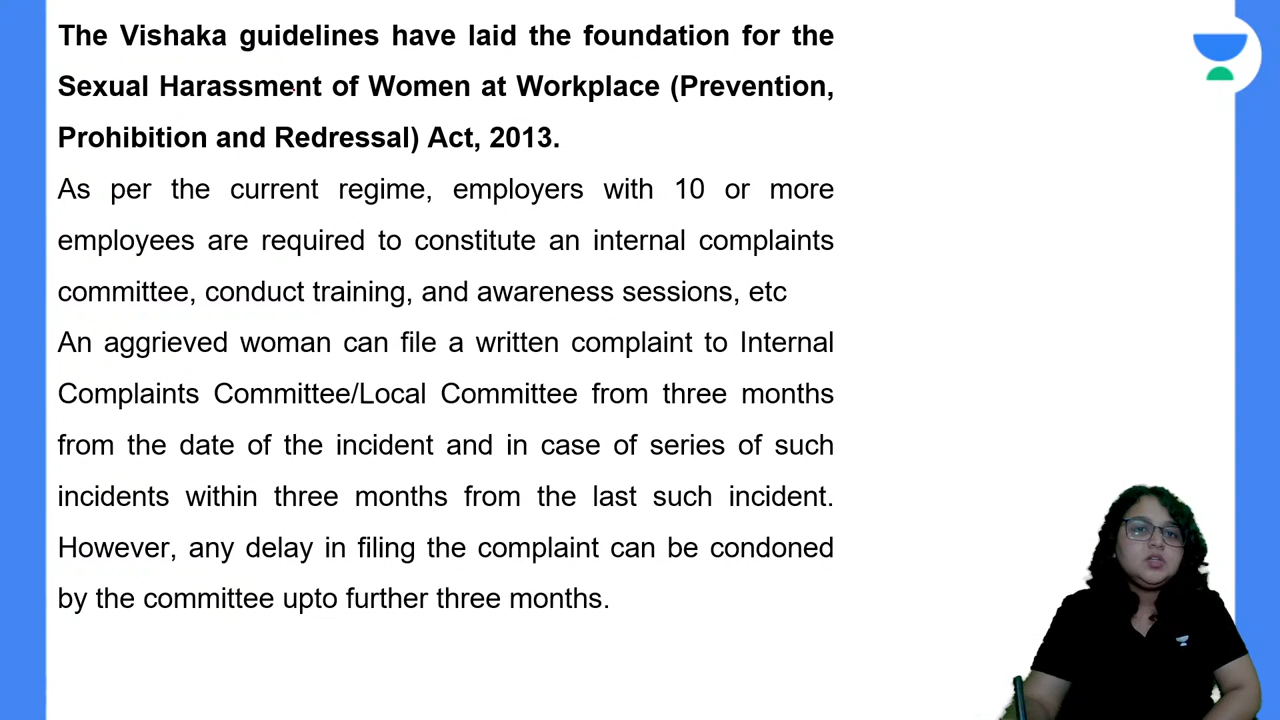 The Vishaka guidelines have laid the foundation for the
Sexual Harassment of Women at Workplace (Prevention,
Prohibition and Redressal) Act, 2013.
As per the current regime, employers with 10 or more
employees are required to constitute an internal complaints
committee, conduct training, and awareness sessions, etc
An aggrieved woman can file a written complaint to Internal
Complaints Committee/Local Committee from three months
from the date of the incident and in case of series of such
incidents within three months from the last such incident.
However, any delay in filing the complaint can be condoned
by the committee upto further three months.